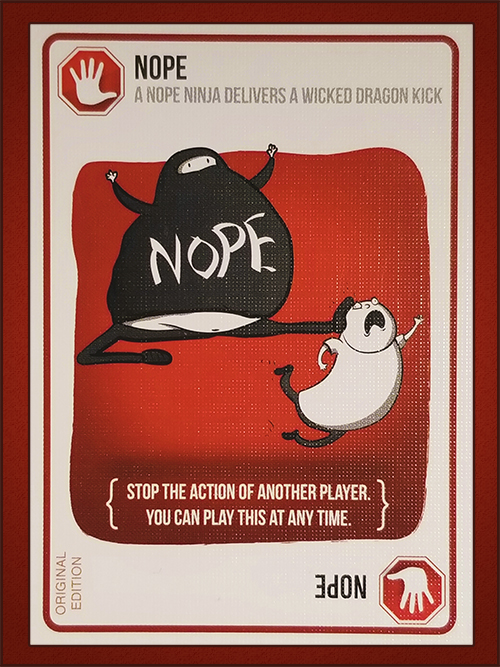 NOPE
A NOPE NINJA DELIVERS A WICKED DRAGON KICK
NOPE
STOP THE ACTION OF ANOTHER PLAYER.
YOU CAN PLAY THIS AT ANY TIME.
ORIGINAL
EDITION
NOPE